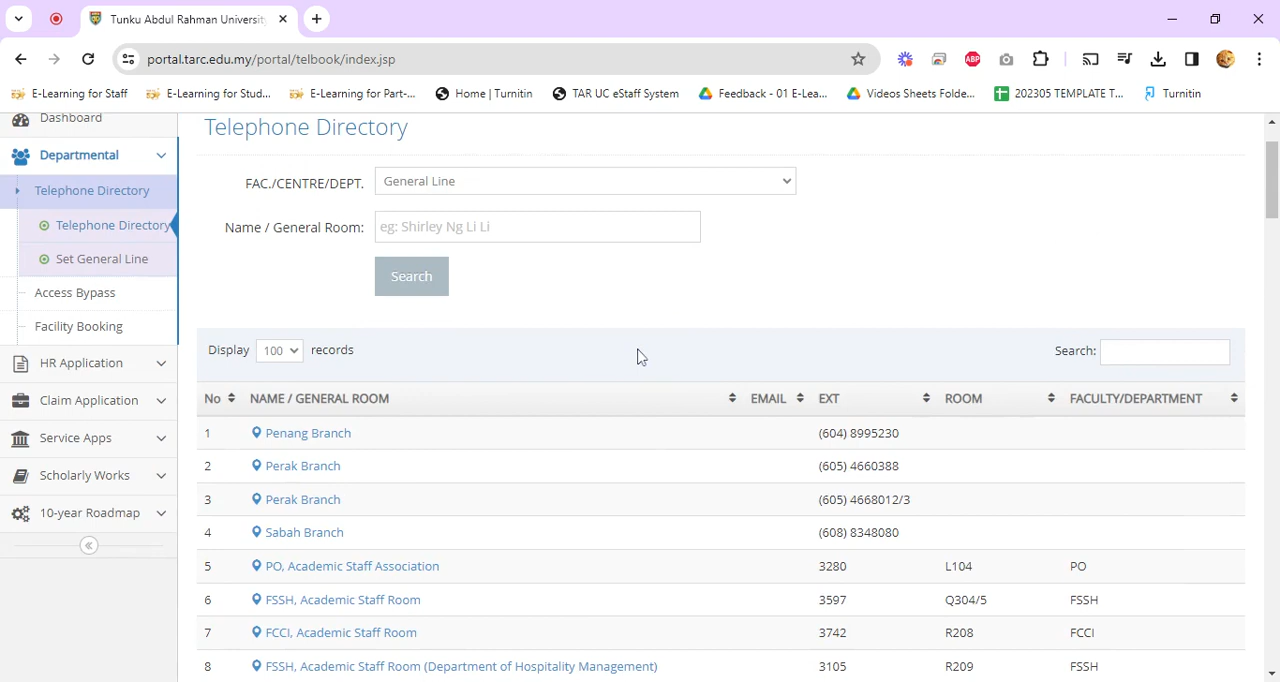 Tunku Abdul Rahman University
portal.tarc.edu.my/portal/telbook/index.jsp
ABP
E-Learning for Staff E-Learning for Stud... E-Learning for Part-... Home | Turnitin TAR UC eStaff System Feedback - 01 E-Lea... Videos Sheets Folde... 202305 TEMPLATE T... Turnitin
Dashboard
Departmental
Telephone Directory
Telephone Directory
Set General Line
Access Bypass
Facility Booking
HR Application
Claim Application
Service Apps
Scholarly Works
10-year Roadmap
Telephone Directory
FAC./CENTRE/DEPT. General Line
Name / General Room: eg: Shirley Ng Li Li
Search
Display 100 records Search:
No NAME / GENERAL ROOM EMAIL EXT ROOM FACULTY/DEPARTMENT
1 Penang Branch (604) 8995230
2 Perak Branch (605) 4660388
3 Perak Branch (605) 4668012/3
4 Sabah Branch (608) 8348080
5 PO, Academic Staff Association 3280 L104 PO
6 FSSH, Academic Staff Room 3597 Q304/5 FSSH
7 FCCI, Academic Staff Room 3742 R208 FCCI
8 FSSH, Academic Staff Room (Department of Hospitality Management) 3105 R209 FSSH